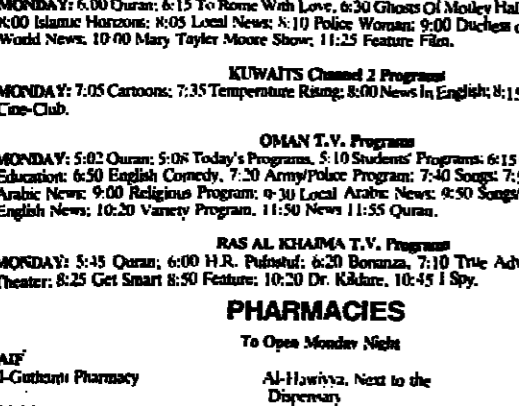 MONDAY: 6.00 Quran; 6:15 To Rome With Love, 6:30 Ghosts Of Motley Hal
8:00 Islamic Horizons; 8:05 Local News; 8:10 Police Woman; 9:00 Duchess
World News; 10:00 Mary Tayler Moore Show; 11:25 Feature Film.
KUWAITS Channel 2 Programs
MONDAY: 7:05 Cartoons; 7:35 Temperature Rising; 8:00 News In English; 8:15
Cine-Club.
OMAN T.V. Programs
MONDAY: 5:02 Quran; 5:08 Today's Programs, 5:10 Students' Programs; 6:15
Education; 6:50 English Comedy, 7:20 Army/Police Program; 7:40 Songs; 7:
Arabic News; 9:00 Religious Program; 9-30 Local Arabic News; 9:50 Songs/
English News; 10:20 Variety Program, 11:50 News 11:55 Quran.
RAS AL KHAIMA T.V. Programs
MONDAY: 5:45 Quran; 6:00 H.R. Pufnstuf; 6:20 Bonanza, 7:10 True Adv
Theater; 8:25 Get Smart 8:50 Feature; 10:20 Dr. Kildare, 10:45 I Spy.
PHARMACIES
To Open Monday Night
AIF
l-Guthami Pharmacy
Al-Hawiyya, Next to the
Dispensary